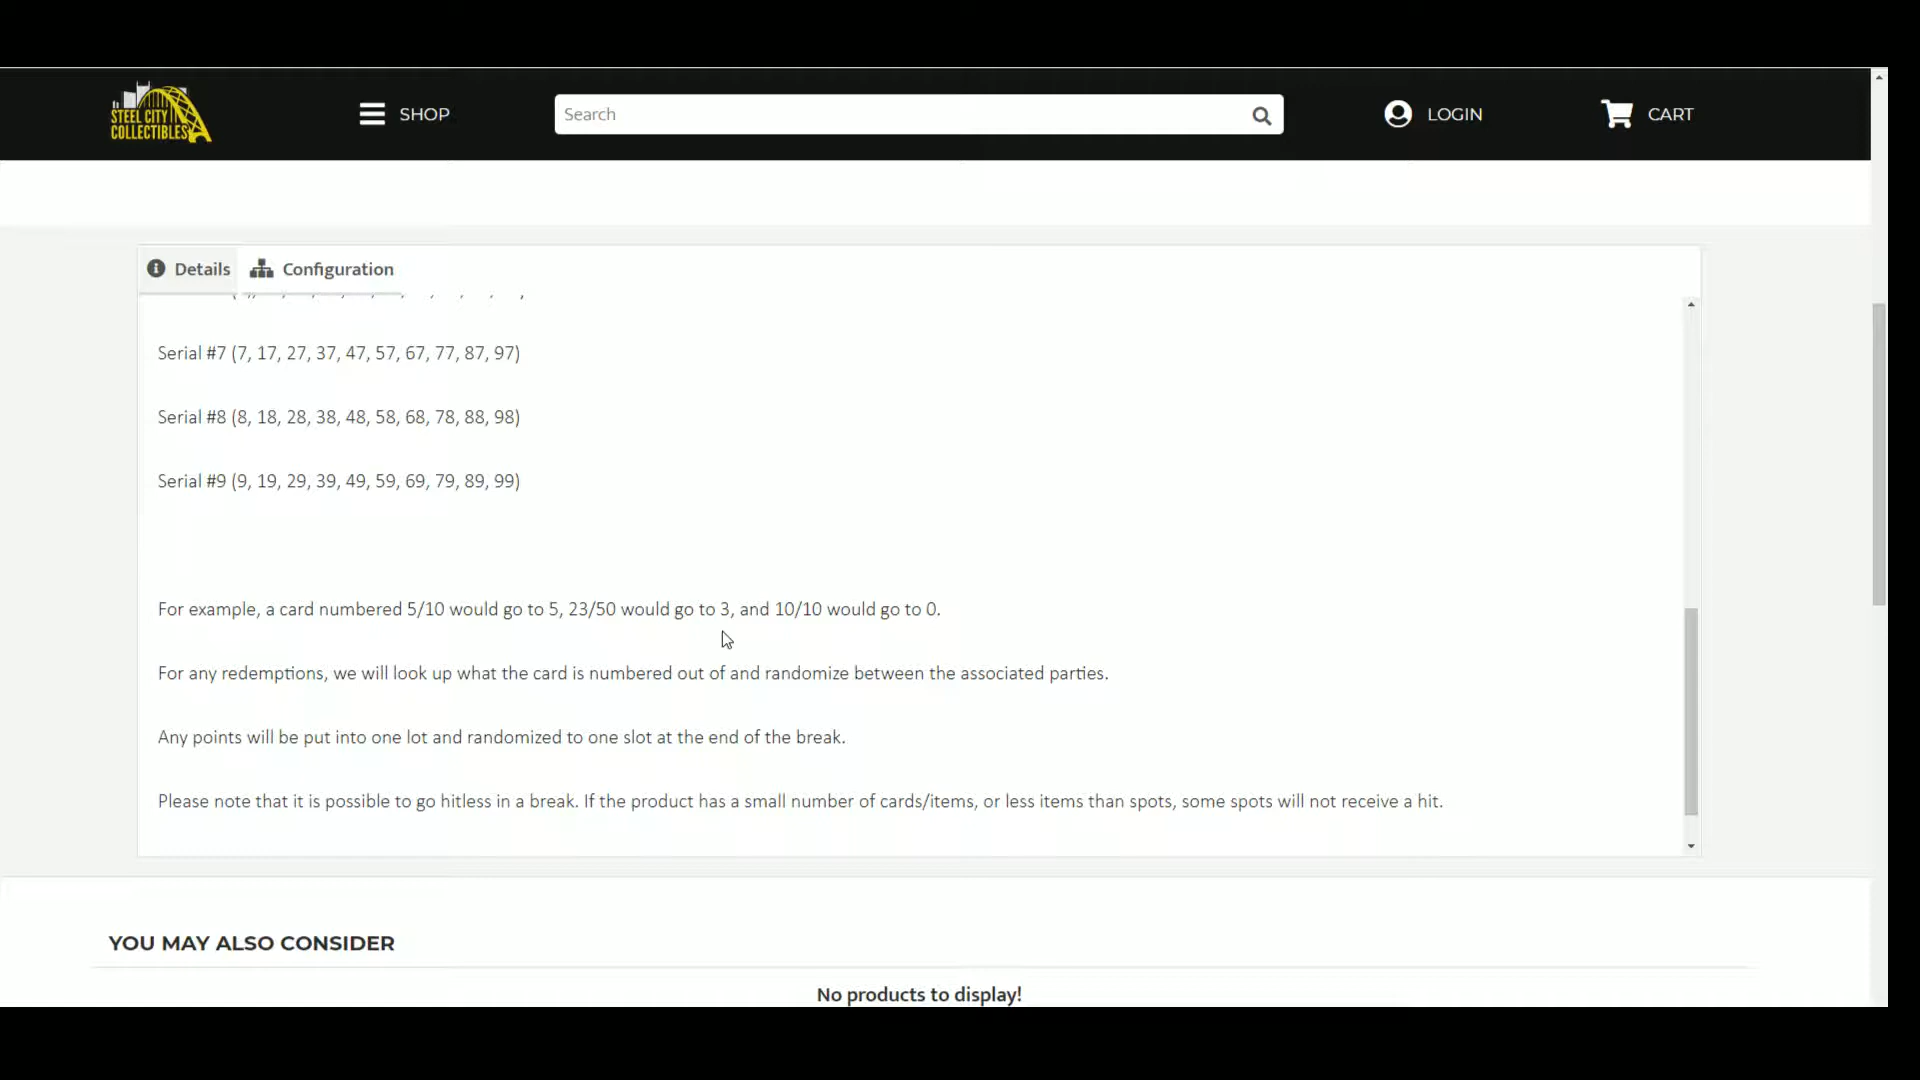 STEEL CITY
COLLECTIBLES
SHOP
Search
LOGIN
CART
Details
Configuration
Serial #7 (7, 17, 27, 37, 47, 57, 67, 77, 87, 97)
Serial #8 (8, 18, 28, 38, 48, 58, 68, 78, 88, 98)
Serial #9 (9, 19, 29, 39, 49, 59, 69, 79, 89, 99)
For example, a card numbered 5/10 would go to 5, 23/50 would go to 3, and 10/10 would go to 0.
For any redemptions, we will look up what the card is numbered out of and randomize between the associated parties.
Any points will be put into one lot and randomized to one slot at the end of the break.
Please note that it is possible to go hitless in a break. If the product has a small number of cards/items, or less items than spots, some spots will not receive a hit.
YOU MAY ALSO CONSIDER
No products to display!